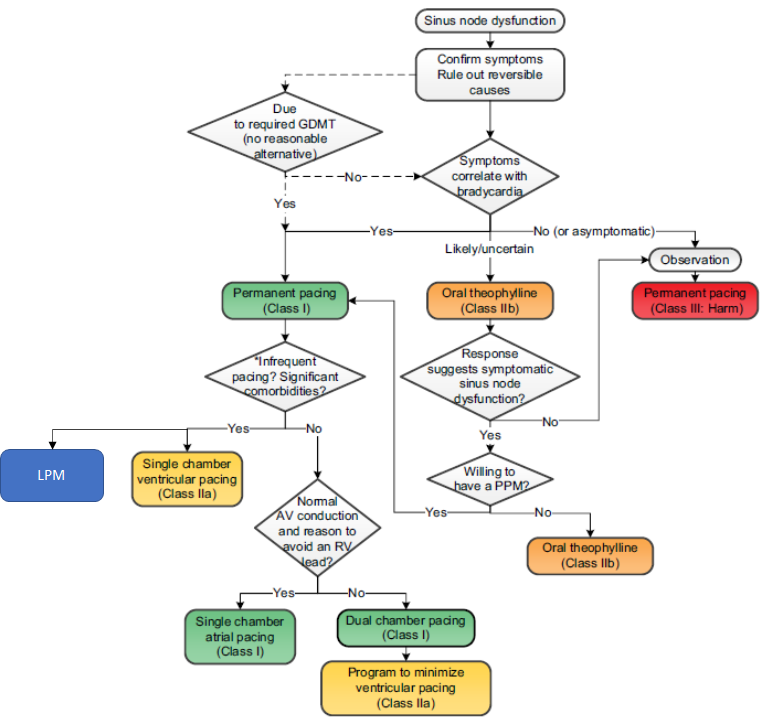 Sinus node dysfunction
Confirm symptoms
Rule out reversible
causes
Due
to required GDMT
(no reasonable
alternative)
Symptoms
correlate with
bradycardia
No
Yes
Yes
No (or asymptomatic)
Likely/uncertain
Observation
Permanent pacing
(Class I)
Oral theophylline
(Class IIb)
Permanent pacing
(Class III: Harm)
*Infrequent
pacing? Significant
comorbidities?
Response
suggests symptomatic
sinus node
dysfunction?
Yes
No
No
Yes
LPM
Single chamber
ventricular pacing
(Class IIa)
Willing to
have a PPM?
Normal
AV conduction
and reason to
avoid an RV
lead?
Yes
No
Oral theophylline
(Class IIb)
Yes
No
Single chamber
atrial pacing
(Class I)
Dual chamber pacing
(Class I)
Program to minimize
ventricular pacing
(Class IIa)